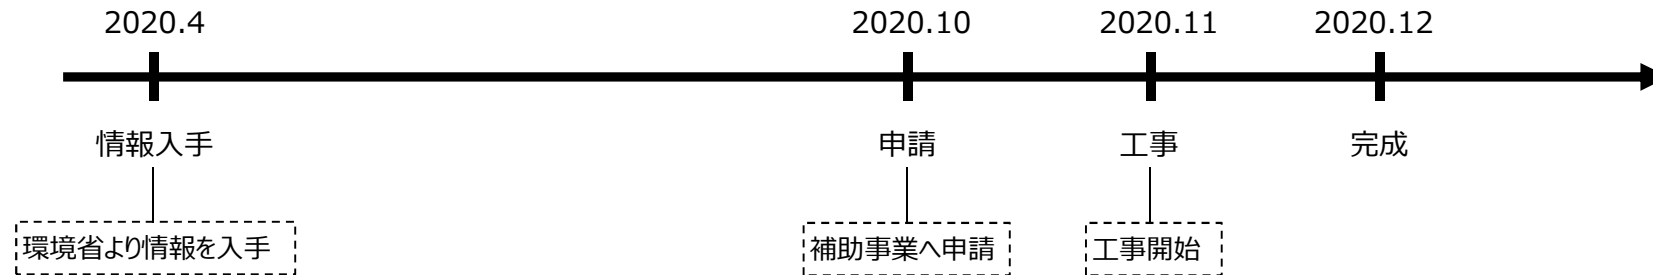 2020.4
2020.10
2020.11
2020.12
情報入手
申請
工事
完成
環境省より情報を入手
補助事業へ申請
工事開始